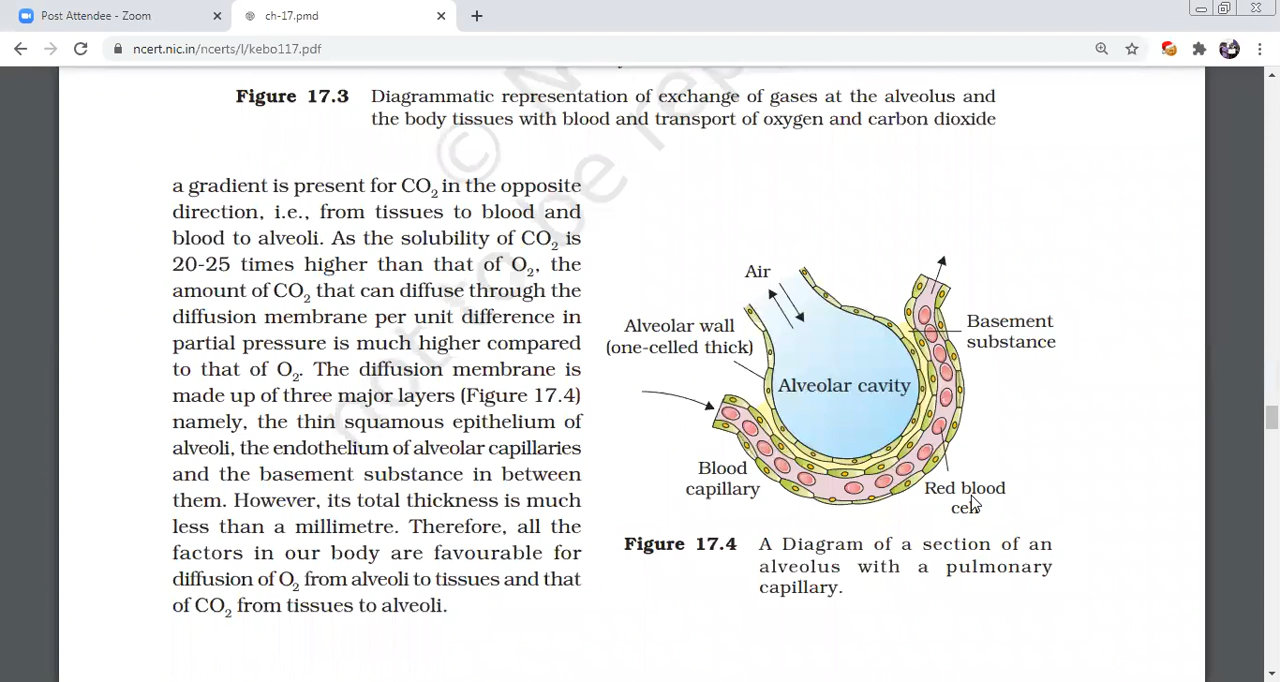 Post Attendee - Zoom
ch-17.pmd
ncert.nic.in/ncerts/l/kebo117.pdf
Figure 17.3 Diagrammatic representation of exchange of gases at the alveolus and
the body tissues with blood and transport of oxygen and carbon dioxide
a gradient is present for CO2 in the opposite
direction, i.e., from tissues to blood and
blood to alveoli. As the solubility of CO2 is
20-25 times higher than that of O2, the
amount of CO2 that can diffuse through the
diffusion membrane per unit difference in
partial pressure is much higher compared
to that of O2. The diffusion membrane is
made up of three major layers (Figure 17.4)
namely, the thin squamous epithelium of
alveoli, the endothelium of alveolar capillaries
and the basement substance in between
them. However, its total thickness is much
less than a millimetre. Therefore, all the
factors in our body are favourable for
diffusion of O2 from alveoli to tissues and that
of CO2 from tissues to alveoli.
Air
Alveolar wall
(one-celled thick)
Alveolar cavity
Basement
substance
Blood
capillary
Red blood
cell
Figure 17.4 A Diagram of a section of an
alveolus with a pulmonary
capillary.
© N
not to be rep